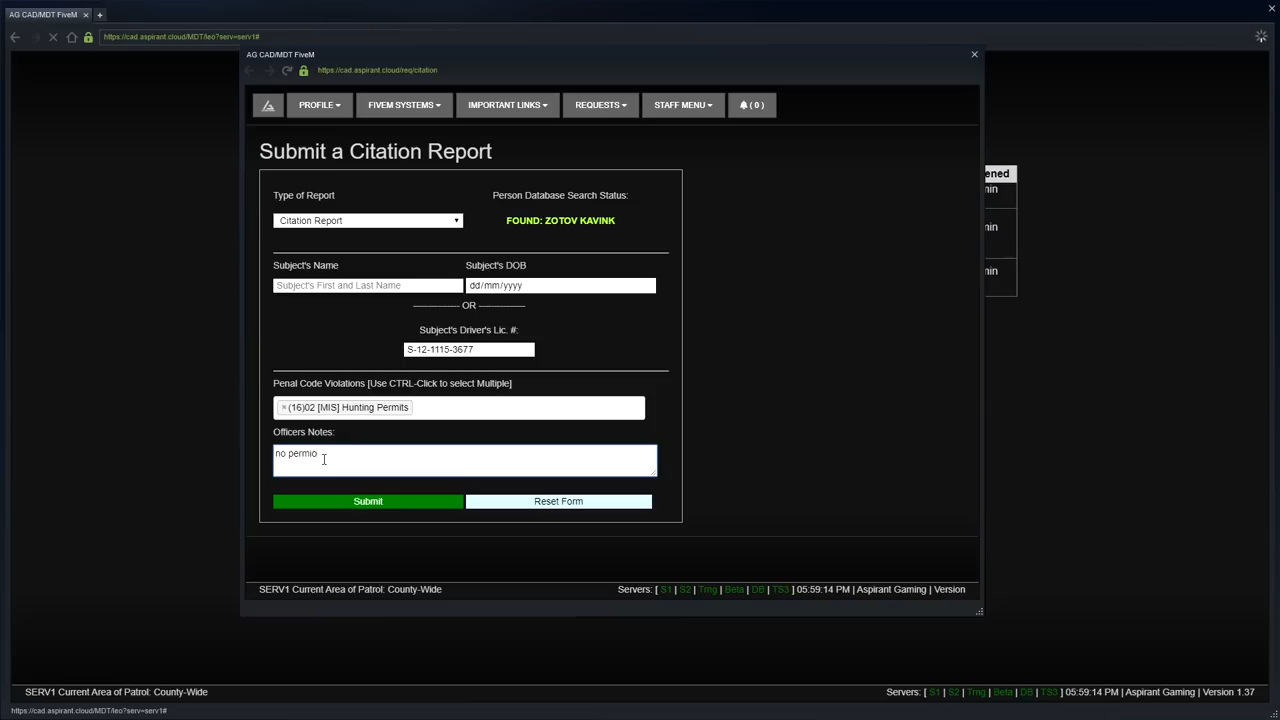 AG CAD/MDT FiveM
https://cad.aspirant.cloud/MDT/leo?serv=serv1#
AG CAD/MDT FiveM
https://cad.aspirant.cloud/req/citation
PROFILE
FIVEM SYSTEMS
IMPORTANT LINKS
REQUESTS
STAFF MENU
( 0 )
Submit a Citation Report
ened
min
min
min
Type of Report
Person Database Search Status:
Citation Report
FOUND: ZOTOV KAVINK
Subject's Name
Subject's DOB
Subject's First and Last Name
dd/mm/yyyy
---------------- OR ----------------
Subject's Driver's Lic. #:
S-12-1115-3677
Penal Code Violations [Use CTRL-Click to select Multiple]
×(16)02 [MIS] Hunting Permits
Officers Notes:
no permio
Submit
Reset Form
SERV1 Current Area of Patrol: County-Wide
Servers: [ S1 | S2 | Trng | Beta | DB | TS3 ] 05:59:14 PM | Aspirant Gaming | Version
SERV1 Current Area of Patrol: County-Wide
Servers: [ S1 | S2 | Trng | Beta | DB | TS3 ] 05:59:14 PM | Aspirant Gaming | Version 1.37
https://cad.aspirant.cloud/MDT/leo?serv=serv1#